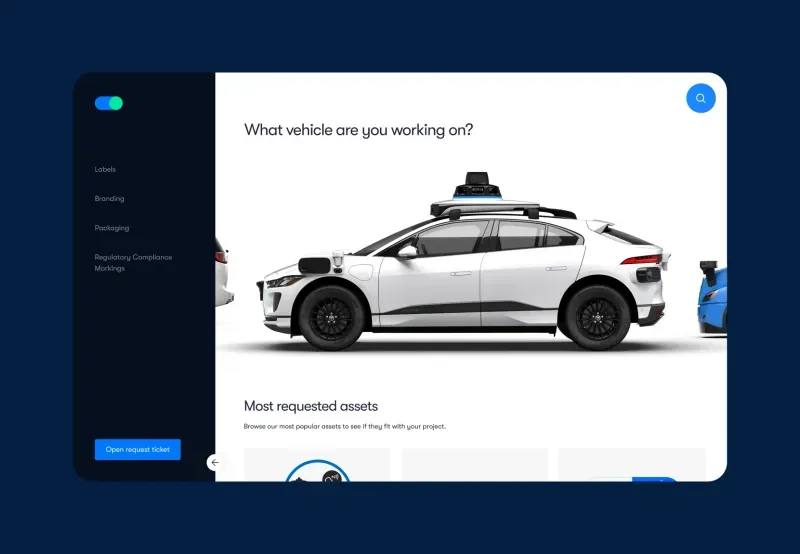 What vehicle are you working on?
Labels
Branding
Packaging
Regulatory Compliance
Markings
Open request ticket
Most requested assets
Browse our most popular assets to see if they fit with your project.